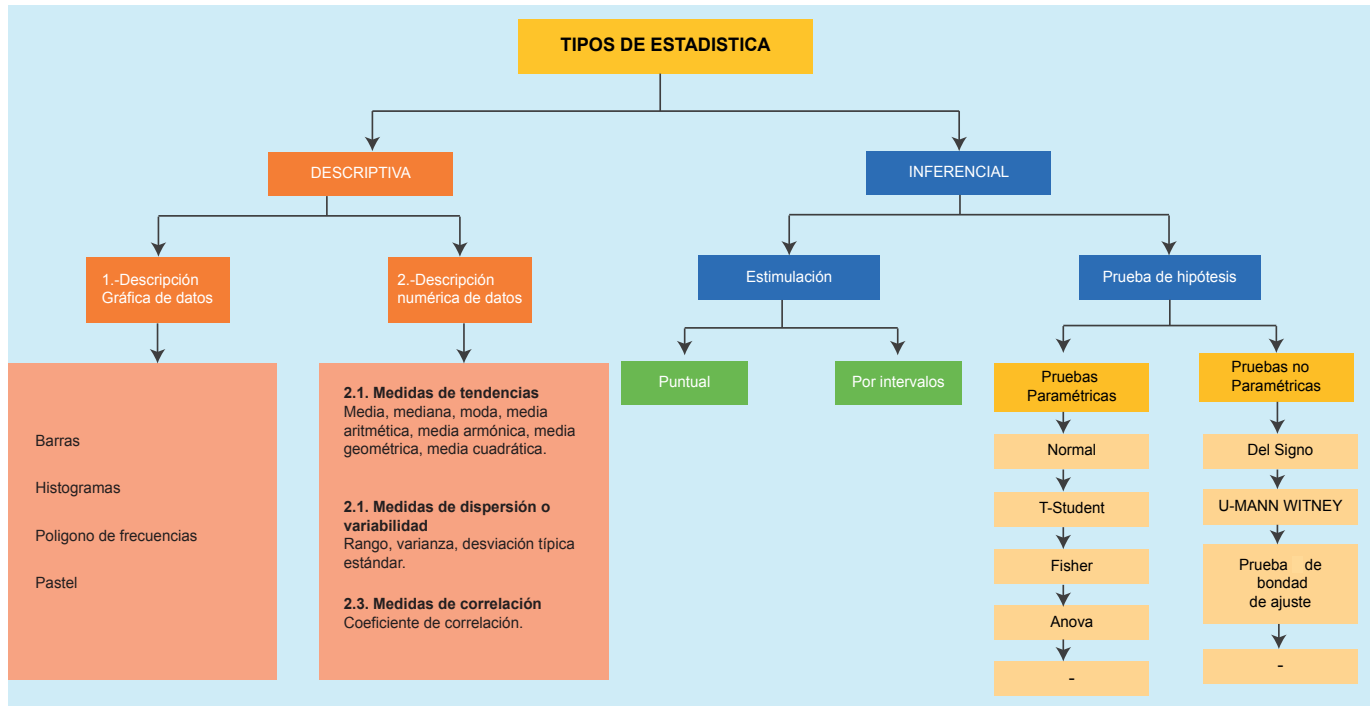 TIPOS DE ESTADISTICA
DESCRIPTIVA
INFERENCIAL
1.-Descripción
Gráfica de datos
2.-Descripción
numérica de datos
Estimulación
Prueba de hipótesis
Barras
Histogramas
Poligono de frecuencias
Pastel
2.1. Medidas de tendencias
Media, mediana, moda, media
aritmética, media armónica, media
geométrica, media cuadrática.
2.1. Medidas de dispersión o
variabilidad
Rango, varianza, desviación típica
estándar.
2.3. Medidas de correlación
Coeficiente de correlación.
Puntual
Por intervalos
Pruebas
Paramétricas
Normal
T-Student
Fisher
Anova
-
Pruebas no
Paramétricas
Del Signo
U-MANN WITNEY
Prueba de
bondad
de ajuste
-